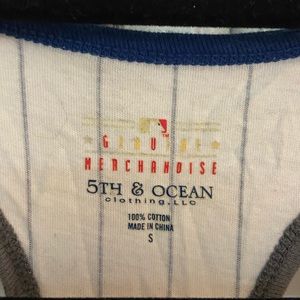 GENUINE
MERCHANDISE
5TH & OCEAN
clothing, LLC
100% COTTON
MADE IN CHINA
S